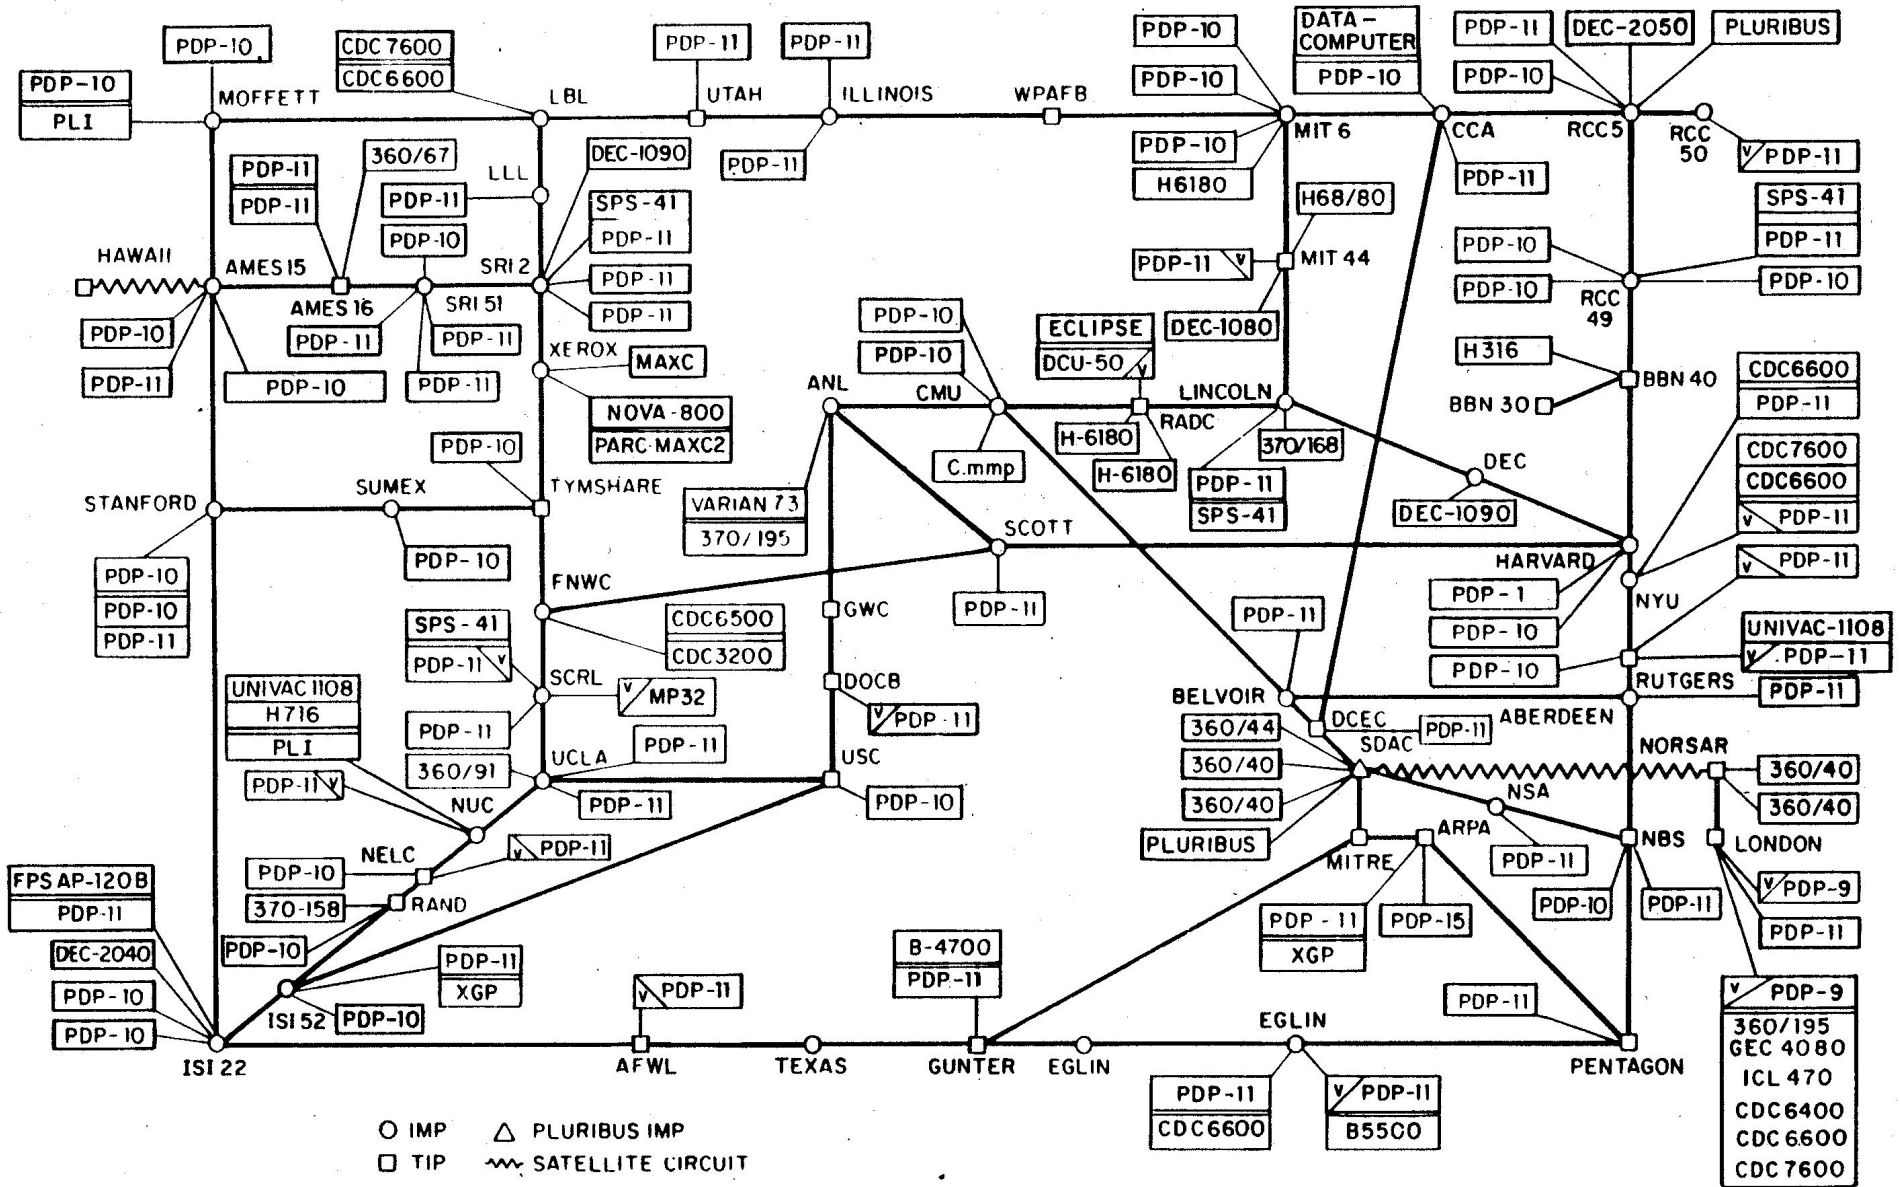 PDP-10
CDC 7600
CDC6600
PDP-11
PDP-11
PDP-10
PDP-10
PDP-10
H6180
DATA-
COMPUTER
PDP-10
PDP-11
PDP-10
DEC-2050
PLURIBUS
PDP-10
PLI
MOFFETT
LBL
UTAH
ILLINOIS
WPAFB
MIT 6
CCA
RCC5
RCC
50
V PDP-11
PDP-11
PDP-11
PDP-11
PDP-11
360/67
LLL
PDP-11
DEC-1090
SPS-41
PDP-11
PDP-11
PDP-11
H68/80
PDP-11 V
MIT 44
DEC-1080
SPS-41
PDP-11
PDP-10
PDP-10
PDP-10
RCC
49
HAWAII
AMES 15
AMES 16
PDP-10
SRI 51
SRI 2
PDP-10
PDP-11
PDP-10
PDP-11
PDP-11
PDP-11
XEROX
MAXC
NOVA-800
PARC-MAXC2
PDP-10
PDP-10
ECLIPSE
DCU-50 V
H316
BBN 40
BBN 30
CDC6600
PDP-11
ANL
CMU
RADC
LINCOLN
H-6180
H-6180
370/168
C.mmp
PDP-11
SPS-41
DEC
DEC-1090
CDC7600
CDC6600
V PDP-11
PDP-10
TYMSHARE
STANFORD
SUMEX
PDP-10
VARIAN 73
370/195
SCOTT
PDP-11
HARVARD
V PDP-11
PDP-10
PDP-10
PDP-11
FNWC
CDC6500
CDC3200
GWC
PDP-1
PDP-10
PDP-10
NYU
UNIVAC-1108
V PDP-11
RUTGERS
SPS-41
PDP-11 V
SCRL
V MP32
DOCB
V PDP-11
PDP-11
BELVOIR
ABERDEEN
PDP-11
UNIVAC 1108
H716
PLI
PDP-11
360/91
UCLA
PDP-11
PDP-11
USC
PDP-10
360/44
360/40
360/40
PLURIBUS
DCEC
PDP-11
SDAC
NORSAR
360/40
360/40
PDP-11 V
NUC
NSA
PDP-11
NELC
V PDP-11
PDP-10
370-158
RAND
PDP-10
MITRE
ARPA
NBS
LONDON
PDP-10
PDP-11
V PDP-9
PDP-11
FPS AP-120B
PDP-11
DEC-2040
PDP-10
PDP-10
PDP-11
XGP
ISI 52
PDP-10
B-4700
PDP-11
PDP-11
XGP
PDP-15
V PDP-11
PDP-11
V PDP-9
360/195
GEC 4080
ICL 470
CDC6400
CDC6600
CDC7600
ISI 22
AFWL
TEXAS
GUNTER
EGLIN
EGLIN
PENTAGON
PDP-11
CDC6600
V PDP-11
B5500
IMP
PLURIBUS IMP
TIP
SATELLITE CIRCUIT